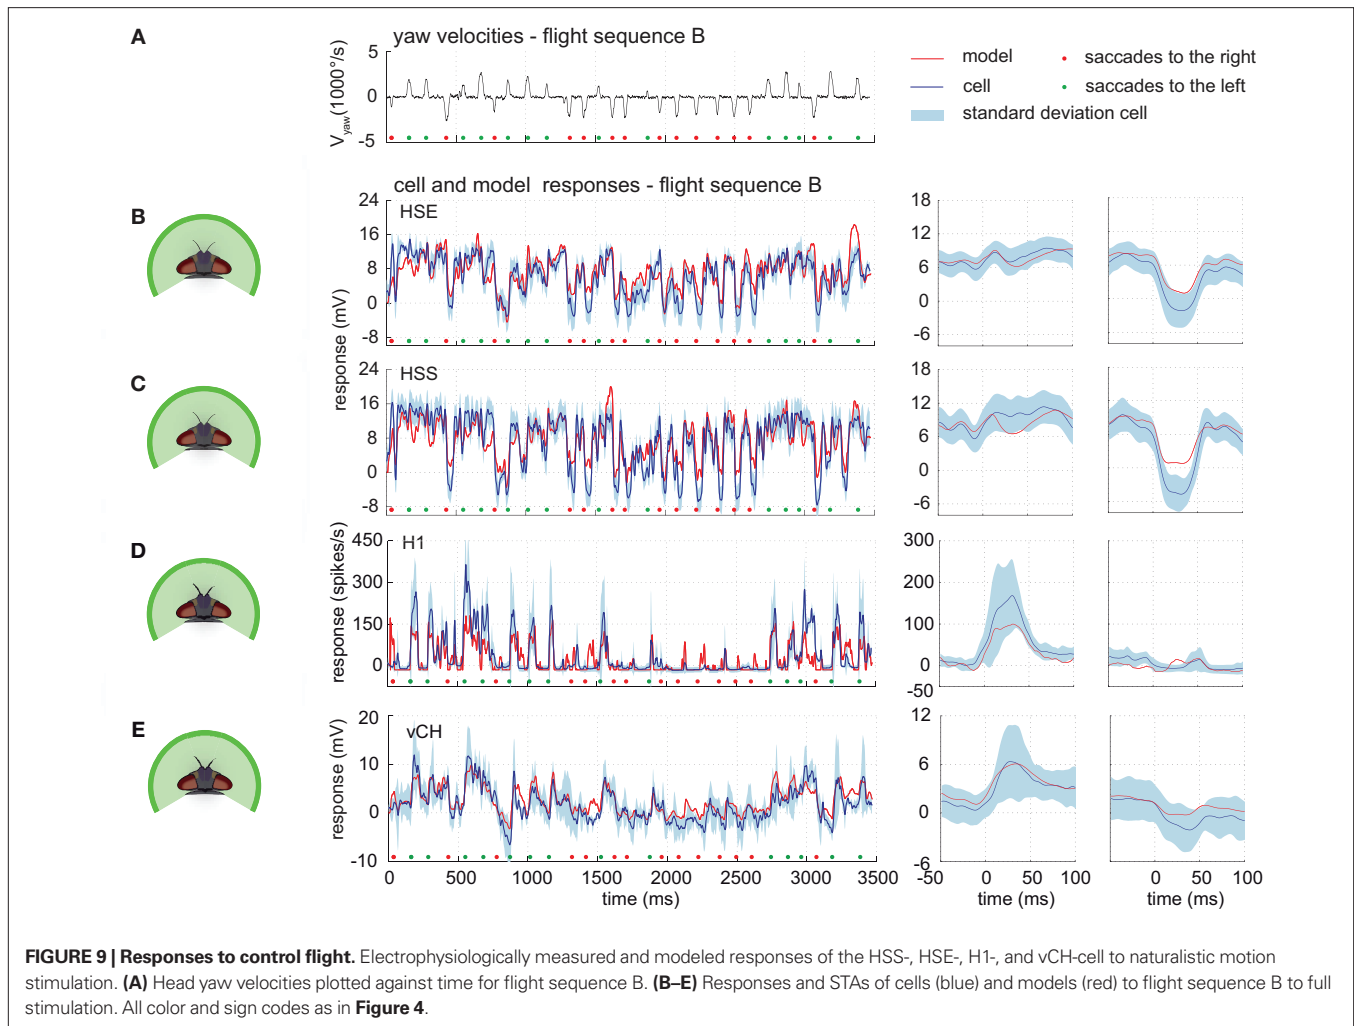 A
yaw velocities - flight sequence B
V yaw (1000°/s)
5
0
-5
model
cell
standard deviation cell
saccades to the right
saccades to the left
cell and model responses - flight sequence B
B
HSE
24
16
8
0
-8
18
12
6
0
-6
response (mV)
C
HSS
24
16
8
0
-8
18
12
6
0
-6
D
H1
response (spikes/s)
450
300
150
0
300
200
100
0
-50
E
vCH
response (mV)
20
10
0
-10
12
6
0
-6
0 500 1000 1500 2000 2500 3000 3500
time (ms)
-50 0 50 100
time (ms)
0 50 100
time (ms)
FIGURE 9 | Responses to control flight. Electrophysiologically measured and modeled responses of the HSS-, HSE-, H1-, and vCH-cell to naturalistic motion
stimulation. (A) Head yaw velocities plotted against time for flight sequence B. (B–E) Responses and STAs of cells (blue) and models (red) to flight sequence B to full
stimulation. All color and sign codes as in Figure 4.